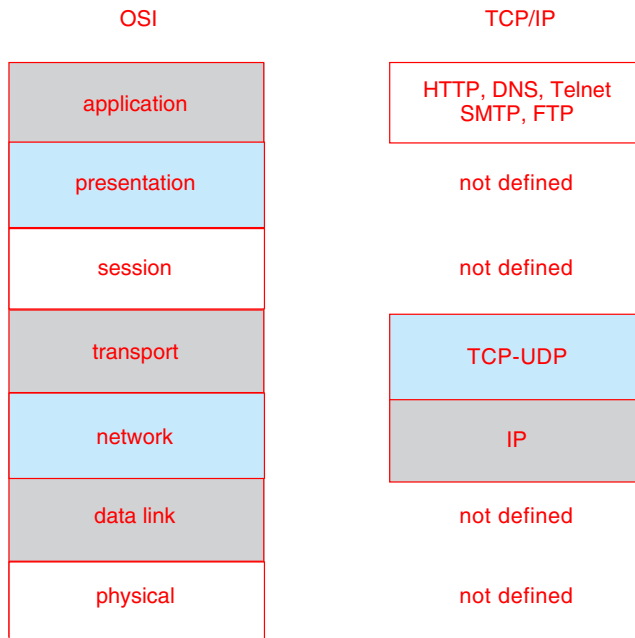 OSI
TCP/IP
application
HTTP, DNS, Telnet
SMTP, FTP
presentation
not defined
session
not defined
transport
TCP-UDP
network
IP
data link
not defined
physical
not defined